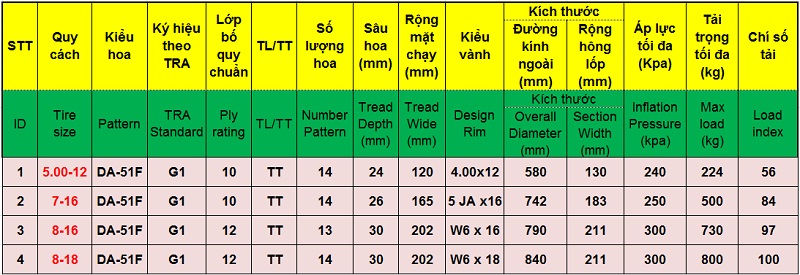 STT Quy cách Kiểu hoa Ký hiệu theo TRA Lớp bố quy chuẩn TL/TT Số lượng hoa Sâu hoa (mm) Rộng mặt chạy (mm) Kiểu vành Kích thước Đường kính ngoài (mm) Rộng hông lốp (mm) Áp lực tối đa (Kpa) Tải trọng tối đa (kg) Chỉ số tải
ID Tire size Pattern TRA Standard Ply rating TL/TT Number Pattern Tread Depth (mm) Tread Wide (mm) Design Rim Kích thước Overall Diameter (mm) Section Width (mm) Inflation Pressure (kpa) Max load (kg) Load index
1 5.00-12 DA-51F G1 10 TT 14 24 120 4.00x12 580 130 240 224 56
2 7-16 DA-51F G1 10 TT 14 26 165 5 JA x16 742 183 250 500 84
3 8-16 DA-51F G1 12 TT 13 30 202 W6 x 16 790 211 300 730 97
4 8-18 DA-51F G1 12 TT 14 30 202 W6 x 18 840 211 300 800 100